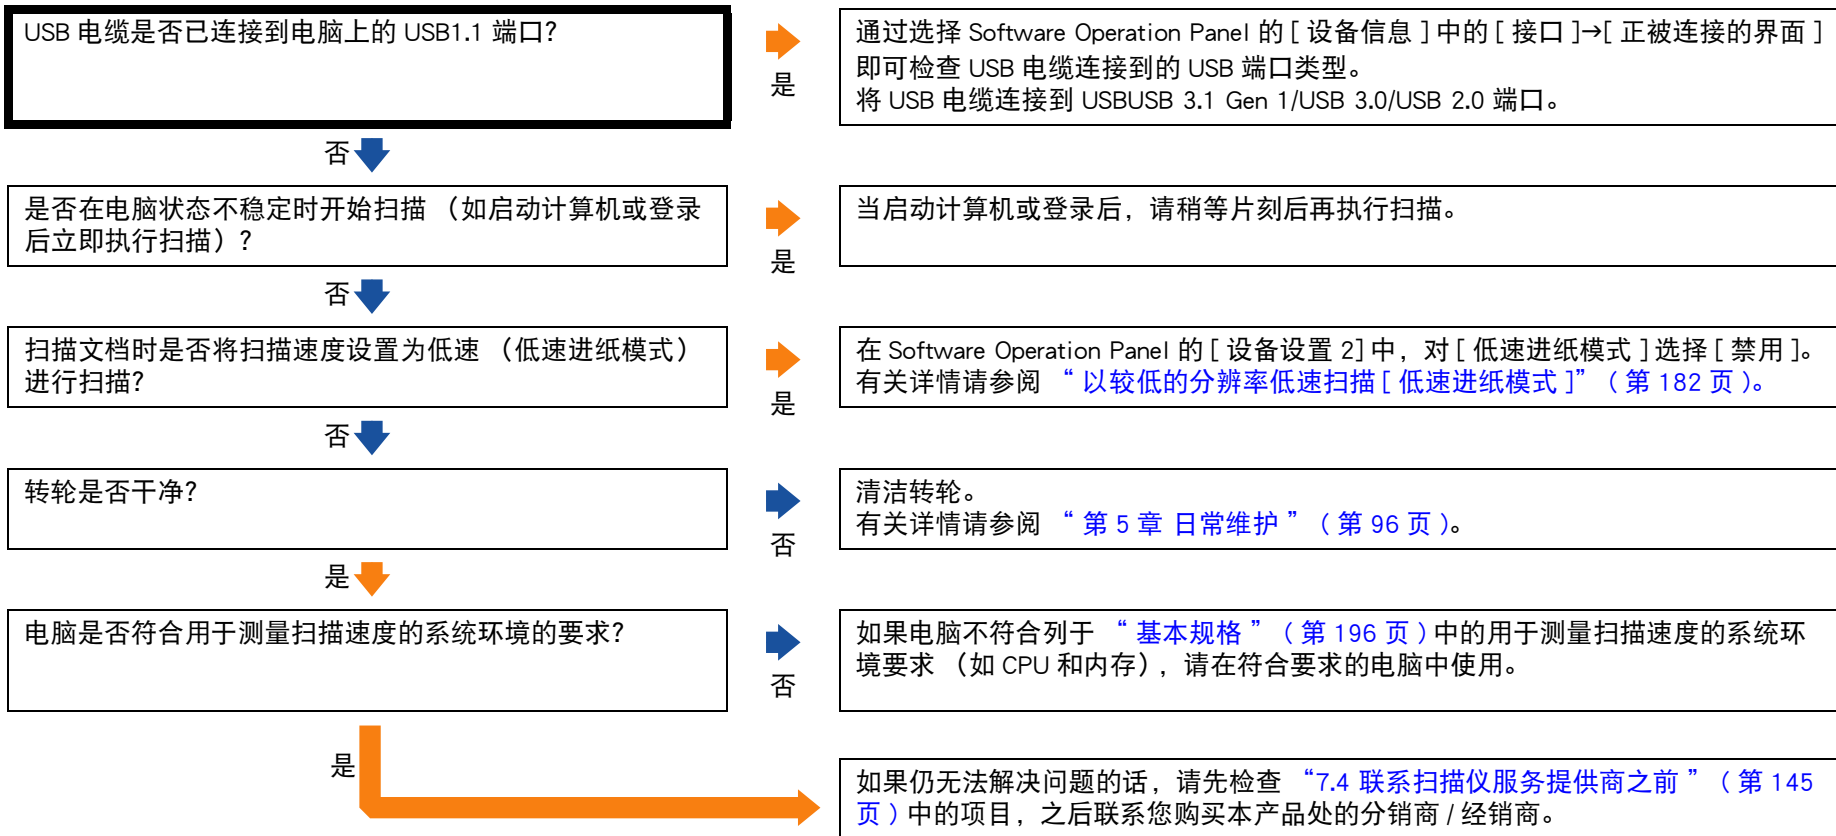 USB 电缆是否已连接到电脑上的 USB1.1 端口？
是
通过选择 Software Operation Panel 的 [ 设备信息 ] 中的 [ 接口 ]→[ 正被连接的界面 ]
即可检查 USB 电缆连接到的 USB 端口类型。
将 USB 电缆连接到 USBUSB 3.1 Gen 1/USB 3.0/USB 2.0 端口。
否
是否在电脑状态不稳定时开始扫描 （如启动计算机或登录
后立即执行扫描）？
是
当启动计算机或登录后，请稍等片刻后再执行扫描。
否
扫描文档时是否将扫描速度设置为低速 （低速进纸模式）
进行扫描？
是
在 Software Operation Panel 的 [ 设备设置 2] 中，对 [ 低速进纸模式 ] 选择 [ 禁用 ]。
有关详情请参阅 “ 以较低的分辨率低速扫描 [ 低速进纸模式 ]” ( 第 182 页 )。
否
转轮是否干净？
否
清洁转轮。
有关详情请参阅 “ 第 5 章 日常维护 ” ( 第 96 页 )。
是
电脑是否符合用于测量扫描速度的系统环境的要求？
否
如果电脑不符合列于 “ 基本规格 ” ( 第 196 页 ) 中的用于测量扫描速度的系统环
境要求 （如 CPU 和内存），请在符合要求的电脑中使用。
是
如果仍无法解决问题的话，请先检查 “7.4 联系扫描仪服务提供商之前 ” ( 第 145
页 ) 中的项目，之后联系您购买本产品处的分销商 / 经销商。